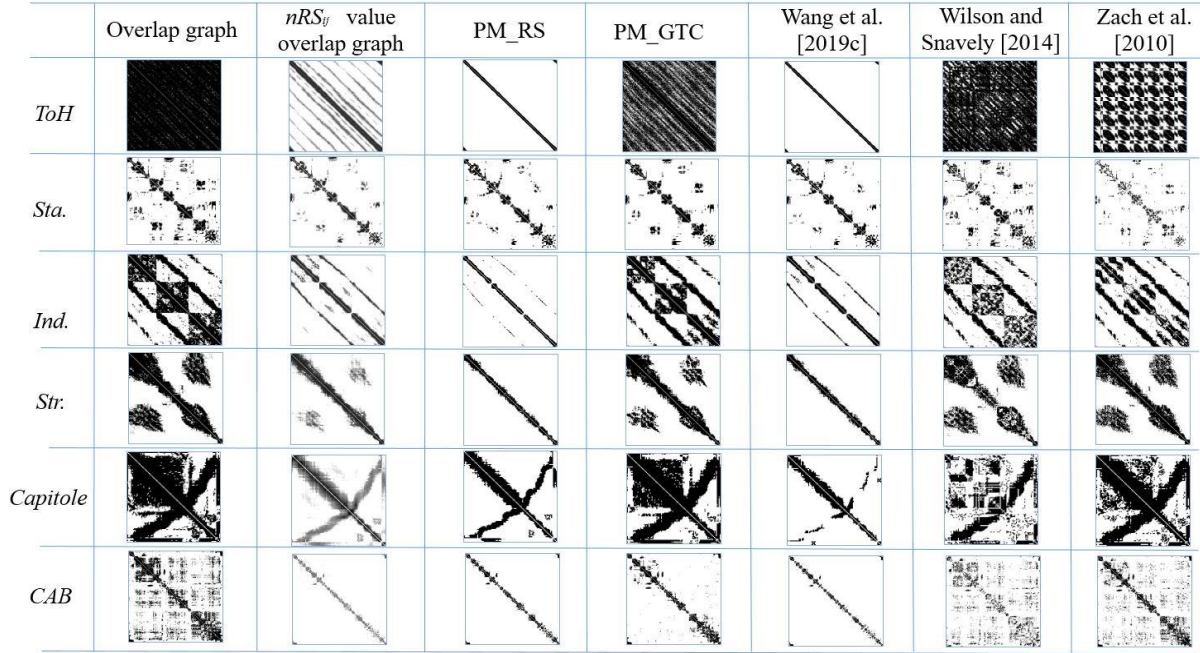 Overlap graph
nRSij value
overlap graph
PM_RS
PM_GTC
Wang et al.
[2019c]
Wilson and
Snavely [2014]
Zach et al.
[2010]
ToH
Sta.
Ind.
Str.
Capitole
CAB